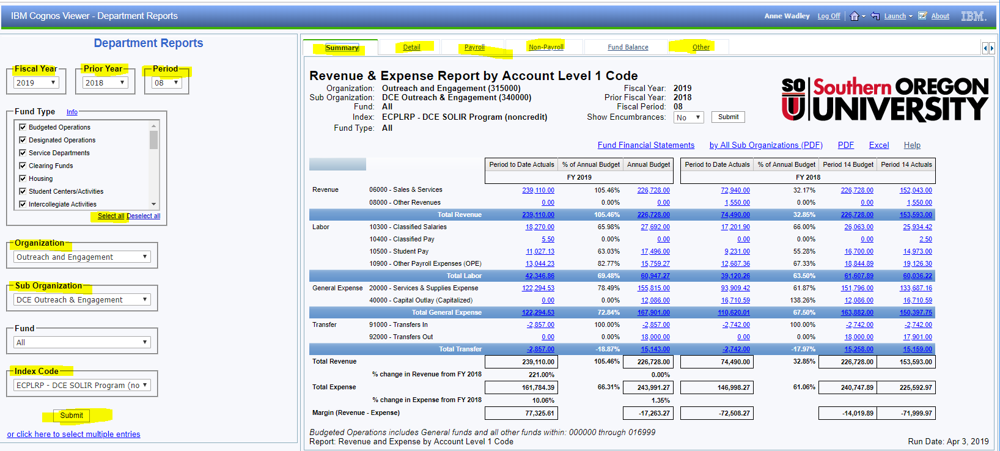 IBM Cognos Viewer - Department Reports
Anne Wadley Log Off Launch About IBM.
Department Reports
Fiscal Year Prior Year Period
2019 2018 08
Fund Type Info
Budgeted Operations
Designated Operations
Service Departments
Clearing Funds
Housing
Student Centers/Activities
Intercollegiate Activities
Select all Deselect all
Organization
Outreach and Engagement
Sub Organization
DCE Outreach & Engagement
Fund
All
Index Code
ECPLRP - DCE SOLIR Program (no
Submit
or click here to select multiple entries
Summary Detail Payroll Non-Payroll Fund Balance Other
Revenue & Expense Report by Account Level 1 Code
Organization: Outreach and Engagement (315000) Fiscal Year: 2019
Sub Organization: DCE Outreach & Engagement (340000) Prior Fiscal Year: 2018
Fund: All Fiscal Period: 08
Index: ECPLRP - DCE SOLIR Program (noncredit) Show Encumbrances: No Submit
Fund Type: All
SO U Southern OREGON
UNIVERSITY
Fund Financial Statements by All Sub Organizations (PDF) PDF Excel Help
Period to Date Actuals % of Annual Budget Annual Budget Period to Date Actuals % of Annual Budget Period 14 Budget Period 14 Actuals
FY 2019 FY 2018
Revenue 06000 - Sales & Services 239,110.00 105.46% 226,728.00 72,940.00 32.17% 226,728.00 152,043.00
08000 - Other Revenues 0.00 0.00% 0.00 1,550.00 0.00% 0.00 1,550.00
Total Revenue 239,110.00 105.46% 226,728.00 74,490.00 32.85% 226,728.00 153,593.00
Labor 10300 - Classified Salaries 18,270.00 65.98% 27,692.00 17,201.90 66.00% 26,063.00 25,934.42
10400 - Classified Pay 5.50 0.00% 0.00 0.00 0.00% 0.00 2.50
10500 - Student Pay 11,027.13 63.03% 17,496.00 9,231.00 55.28% 16,700.00 14,973.00
10900 - Other Payroll Expenses (OPE) 13,044.23 82.77% 15,759.27 12,687.36 67.33% 18,844.89 19,126.30
Total Labor 42,346.86 69.48% 60,947.27 39,120.26 63.50% 61,607.89 60,036.22
General Expense 20000 - Services & Supplies Expense 122,294.53 78.49% 155,815.00 93,909.42 61.87% 151,796.00 133,687.16
40000 - Capital Outlay (Capitalized) 0.00 0.00% 12,086.00 16,710.59 138.26% 12,086.00 16,710.59
Total General Expense 122,294.53 72.84% 167,901.00 110,620.01 67.50% 163,882.00 150,397.75
Transfer 91000 - Transfers In -2,857.00 100.00% -2,857.00 -2,742.00 100.00% -2,742.00 -2,742.00
92000 - Transfers Out 0.00 0.00% 18,000.00 0.00 0.00% 18,000.00 17,901.00
Total Transfer -2,857.00 -18.87% 15,143.00 -2,742.00 -17.97% 15,258.00 15,159.00
Total Revenue 239,110.00 105.46% 226,728.00 74,490.00 32.85% 226,728.00 153,593.00
% change in Revenue from FY 2018 221.00% 0.00%
Total Expense 161,784.39 66.31% 243,991.27 146,998.27 61.06% 240,747.89 225,592.97
% change in Expense from FY 2018 10.06% 1.35%
Margin (Revenue - Expense) 77,325.61 -17,263.27 -72,508.27 -14,019.89 -71,999.97
Budgeted Operations includes General funds and all other funds within: 000000 through 016999
Report: Revenue and Expense by Account Level 1 Code Run Date: Apr 3, 2019